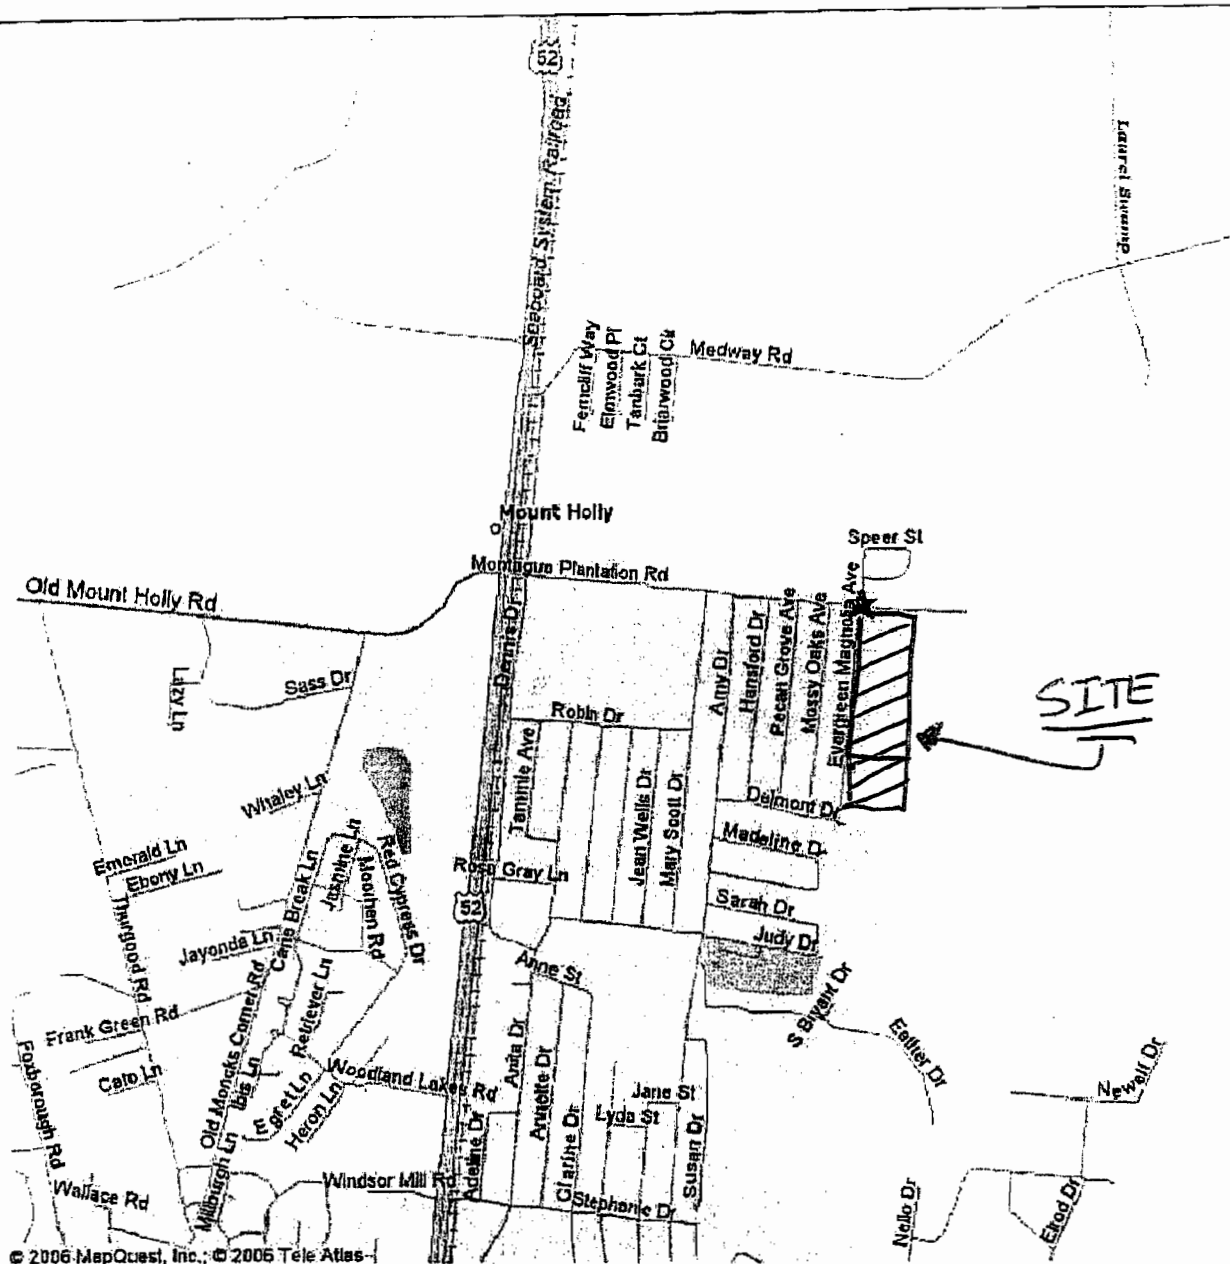 52
Seaboard System Railroad
Laurel Swamp
Ferncliff Way
Elmwood Pl
Tanbark Ct
Briarwood Cir
Medway Rd
Mount Holly
Speer St
Montague Plantation Rd
Old Mount Holly Rd
Dennis Dr
Amy Dr
Hansford Dr
Pecan Grove Ave
Mossy Oaks Ave
Evergreen Magnolia Ave
Lazy Ln
Sass Dr
SITE
Robin Dr
Tammie Ave
Jean Wells Dr
Mary Scott Dr
Delmont Dr
Whaley Ln
Madeline D
Emerald Ln
Ebony Ln
Jasmine Ln
Moorhen Rd
Red Cypress Dr
Rose Gray Ln
52
Sarah Dr
Judy Dr
Thurgood Rd
Jayonda Ln
Cane Break Ln
Anne St
S Bryant Dr
Frank Green Rd
Old Moncks Corner Rd
Retriever Ln
Eather Dr
Foxborough Rd
Cato Ln
Ibis Ln
Egret Ln
Heron Ln
Woodland Lakes Rd
Anita Dr
Annette Dr
Jane St
Lyda St
Newell Dr
Millburgh Ln
Adeline Dr
Clarine Dr
Susan Dr
Wallace Rd
Windsor Mill Rd
Stephanie Dr
Nello Dr
Elrod Dr
© 2006 MapQuest, Inc.; © 2006 Tele Atlas